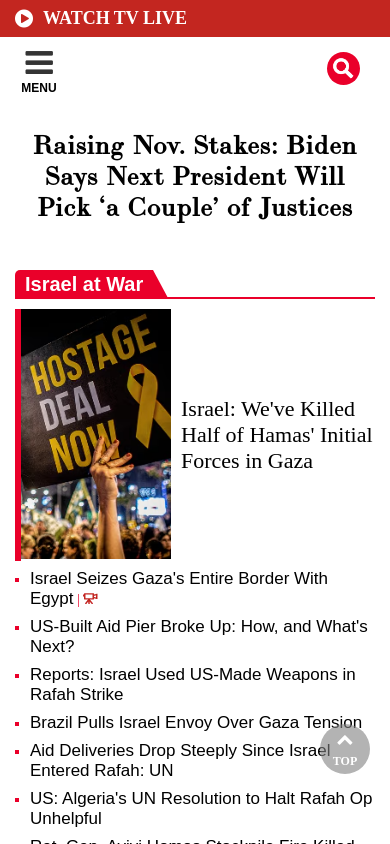 WATCH TV LIVE
MENU
Raising Nov. Stakes: Biden
Says Next President Will
Pick ‘a Couple’ of Justices
Israel at War
HOSTAGE
DEAL
NOW
Israel: We've Killed
Half of Hamas' Initial
Forces in Gaza
Israel Seizes Gaza's Entire Border With
Egypt |
US-Built Aid Pier Broke Up: How, and What's
Next?
Reports: Israel Used US-Made Weapons in
Rafah Strike
Brazil Pulls Israel Envoy Over Gaza Tension
Aid Deliveries Drop Steeply Since Israel
Entered Rafah: UN
TOP
US: Algeria's UN Resolution to Halt Rafah Op
Unhelpful